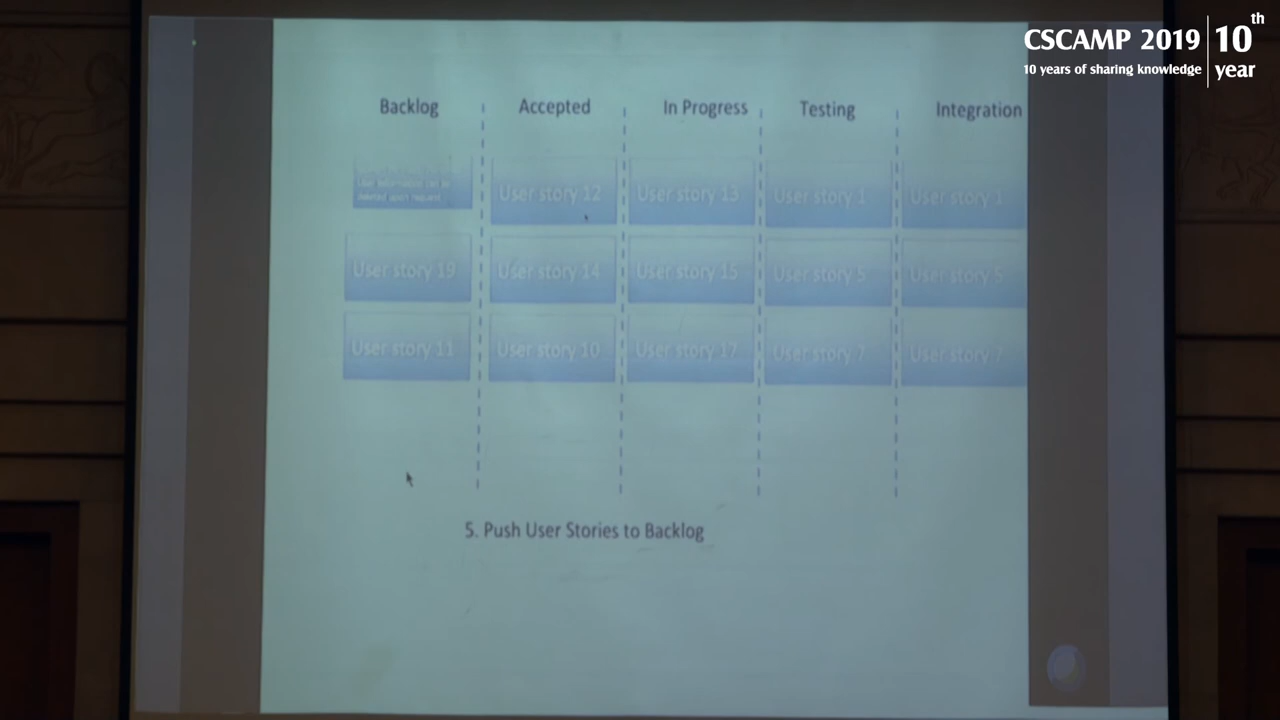 CSCAMP 2019
10 years of sharing knowledge
10th
year
Backlog
Accepted
In Progress
Testing
Integration
User story 12
User story 13
User story 1
User story 1
User story 19
User story 14
User story 15
User story 5
User story 5
User story 11
User story 10
User story 17
User story 7
User story 7
5. Push User Stories to Backlog